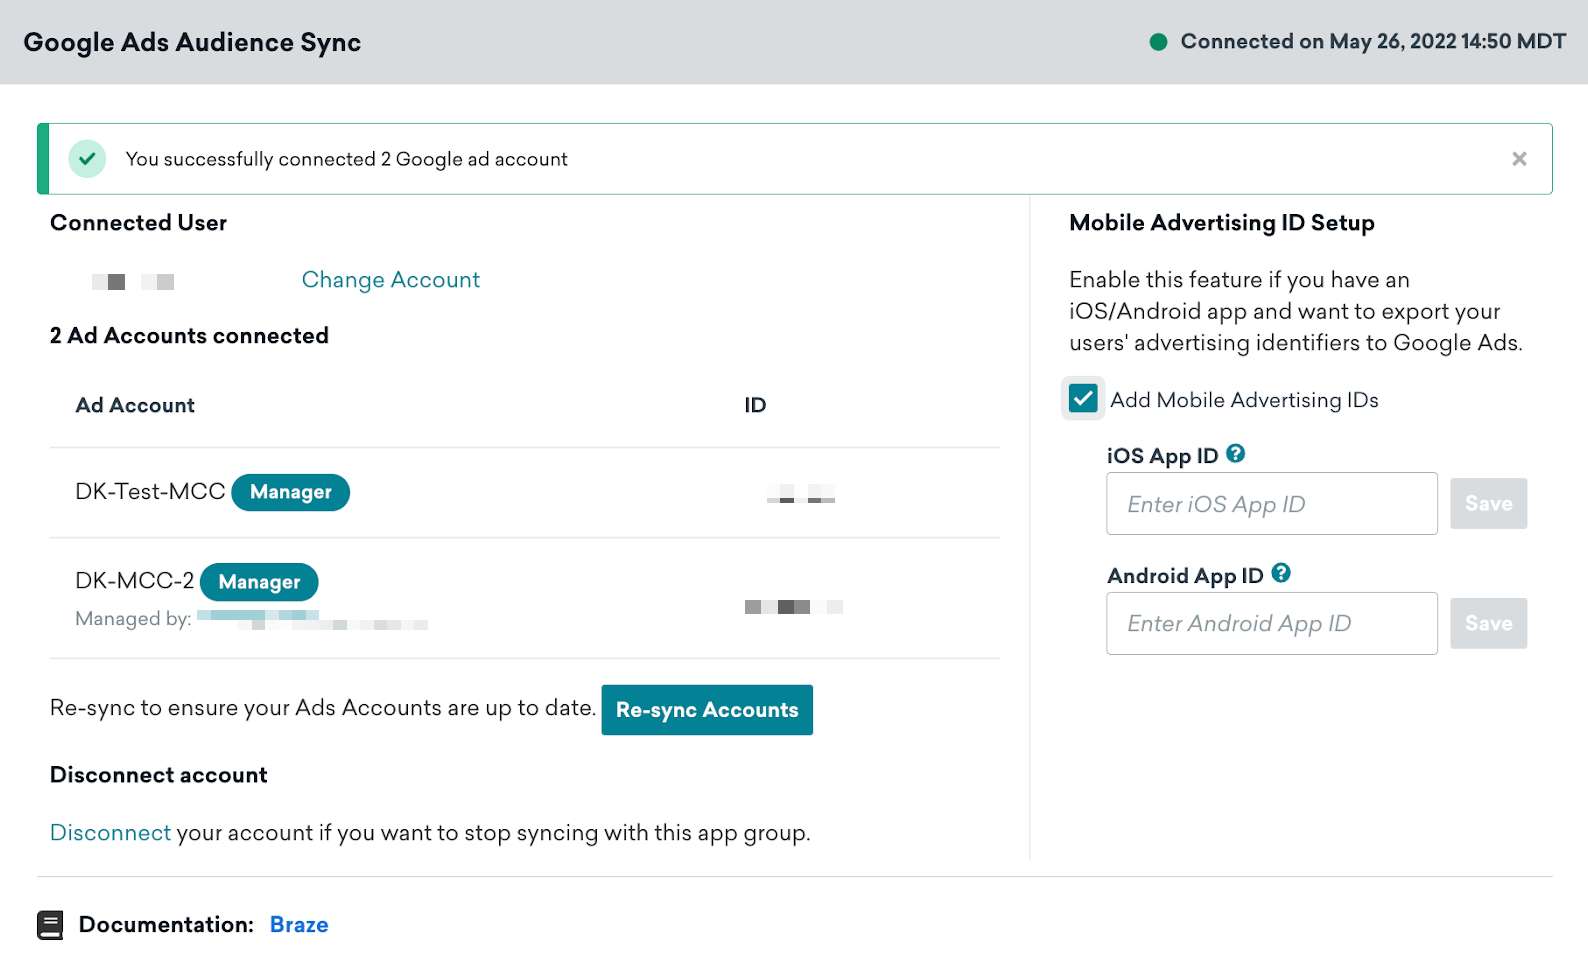 Google Ads Audience Sync
Connected on May 26, 2022 14:50 MDT
You successfully connected 2 Google ad account
Connected User
Change Account
2 Ad Accounts connected
Ad Account ID
DK-Test-MCC Manager
DK-MCC-2 Manager
Managed by:
Re-sync to ensure your Ads Accounts are up to date. Re-sync Accounts
Disconnect account
Disconnect your account if you want to stop syncing with this app group.
Mobile Advertising ID Setup
Enable this feature if you have an
iOS/Android app and want to export your
users' advertising identifiers to Google Ads.
Add Mobile Advertising IDs
iOS App ID ?
Enter iOS App ID Save
Android App ID ?
Enter Android App ID Save
Documentation: Braze